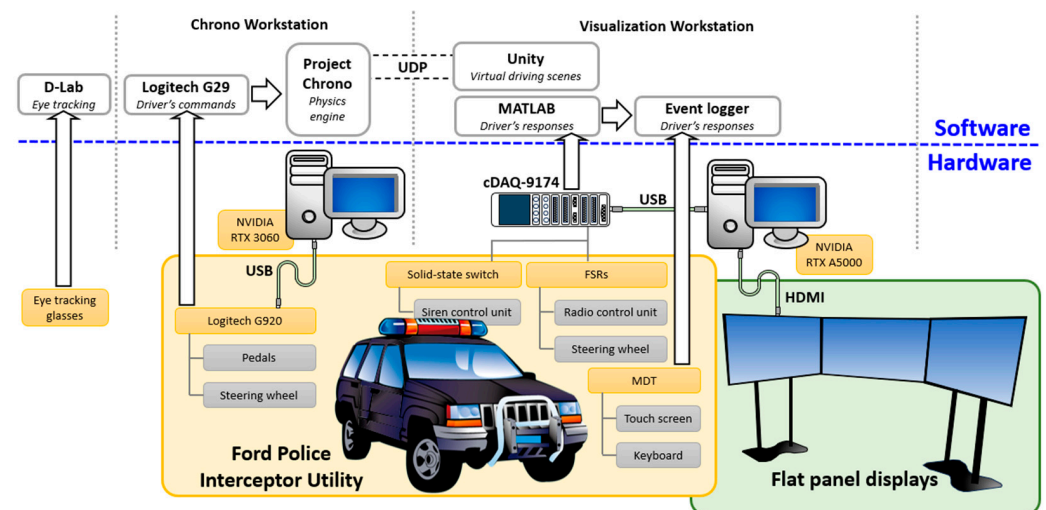 Chrono Workstation
Visualization Workstation
D-Lab
Eye tracking
Logitech G29
Driver's commands
Project
Chrono
Physics
engine
UDP
Unity
Virtual driving scenes
MATLAB
Driver's responses
Event logger
Driver's responses
Software
Hardware
cDAQ-9174
USB
NVIDIA
RTX 3060
NVIDIA
RTX A5000
USB
HDMI
Eye tracking
glasses
Logitech G920
Pedals
Steering wheel
Solid-state switch
Siren control unit
FSRs
Radio control unit
Steering wheel
MDT
Touch screen
Keyboard
Ford Police
Interceptor Utility
Flat panel displays